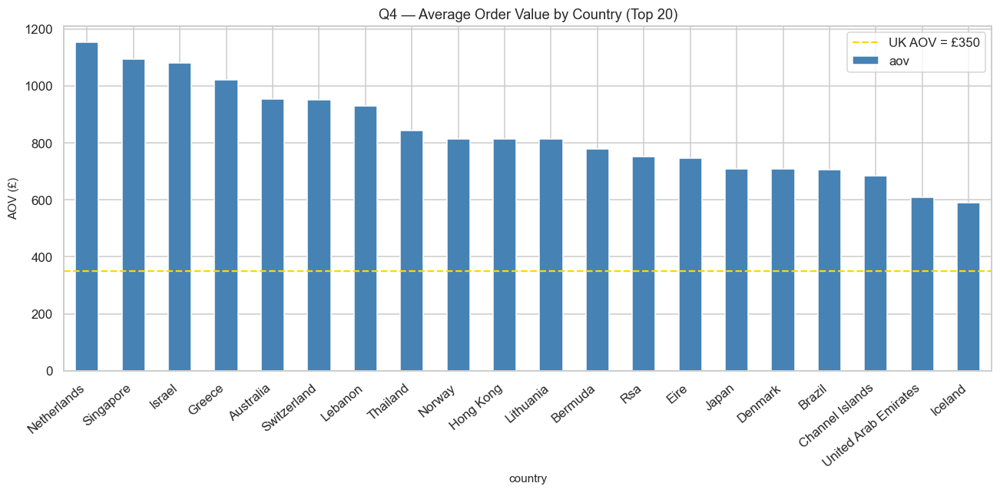 Q4 — Average Order Value by Country (Top 20)
UK AOV = £350
aov
AOV (£)
1200
1000
800
600
400
200
0
Netherlands
Singapore
Israel
Greece
Australia
Switzerland
Lebanon
Thailand
Norway
Hong Kong
Lithuania
Bermuda
Rsa
Eire
Japan
Denmark
Brazil
Channel Islands
United Arab Emirates
Iceland
country